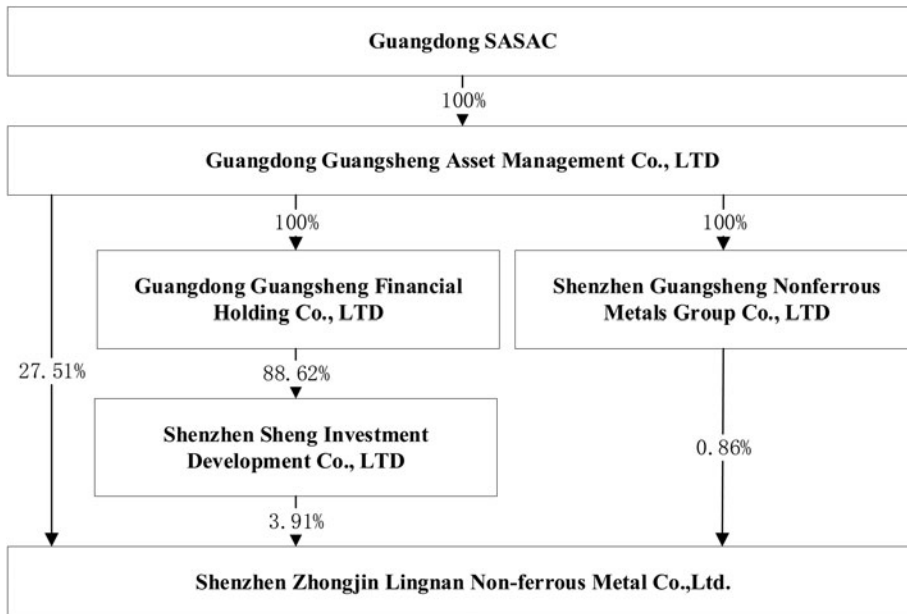 Guangdong SASAC
100%
Guangdong Guangsheng Asset Management Co., LTD
100%
100%
Guangdong Guangsheng Financial
Holding Co., LTD
Shenzhen Guangsheng Nonferrous
Metals Group Co., LTD
27.51%
88.62%
Shenzhen Sheng Investment
Development Co., LTD
0.86%
3.91%
Shenzhen Zhongjin Lingnan Non-ferrous Metal Co.,Ltd.